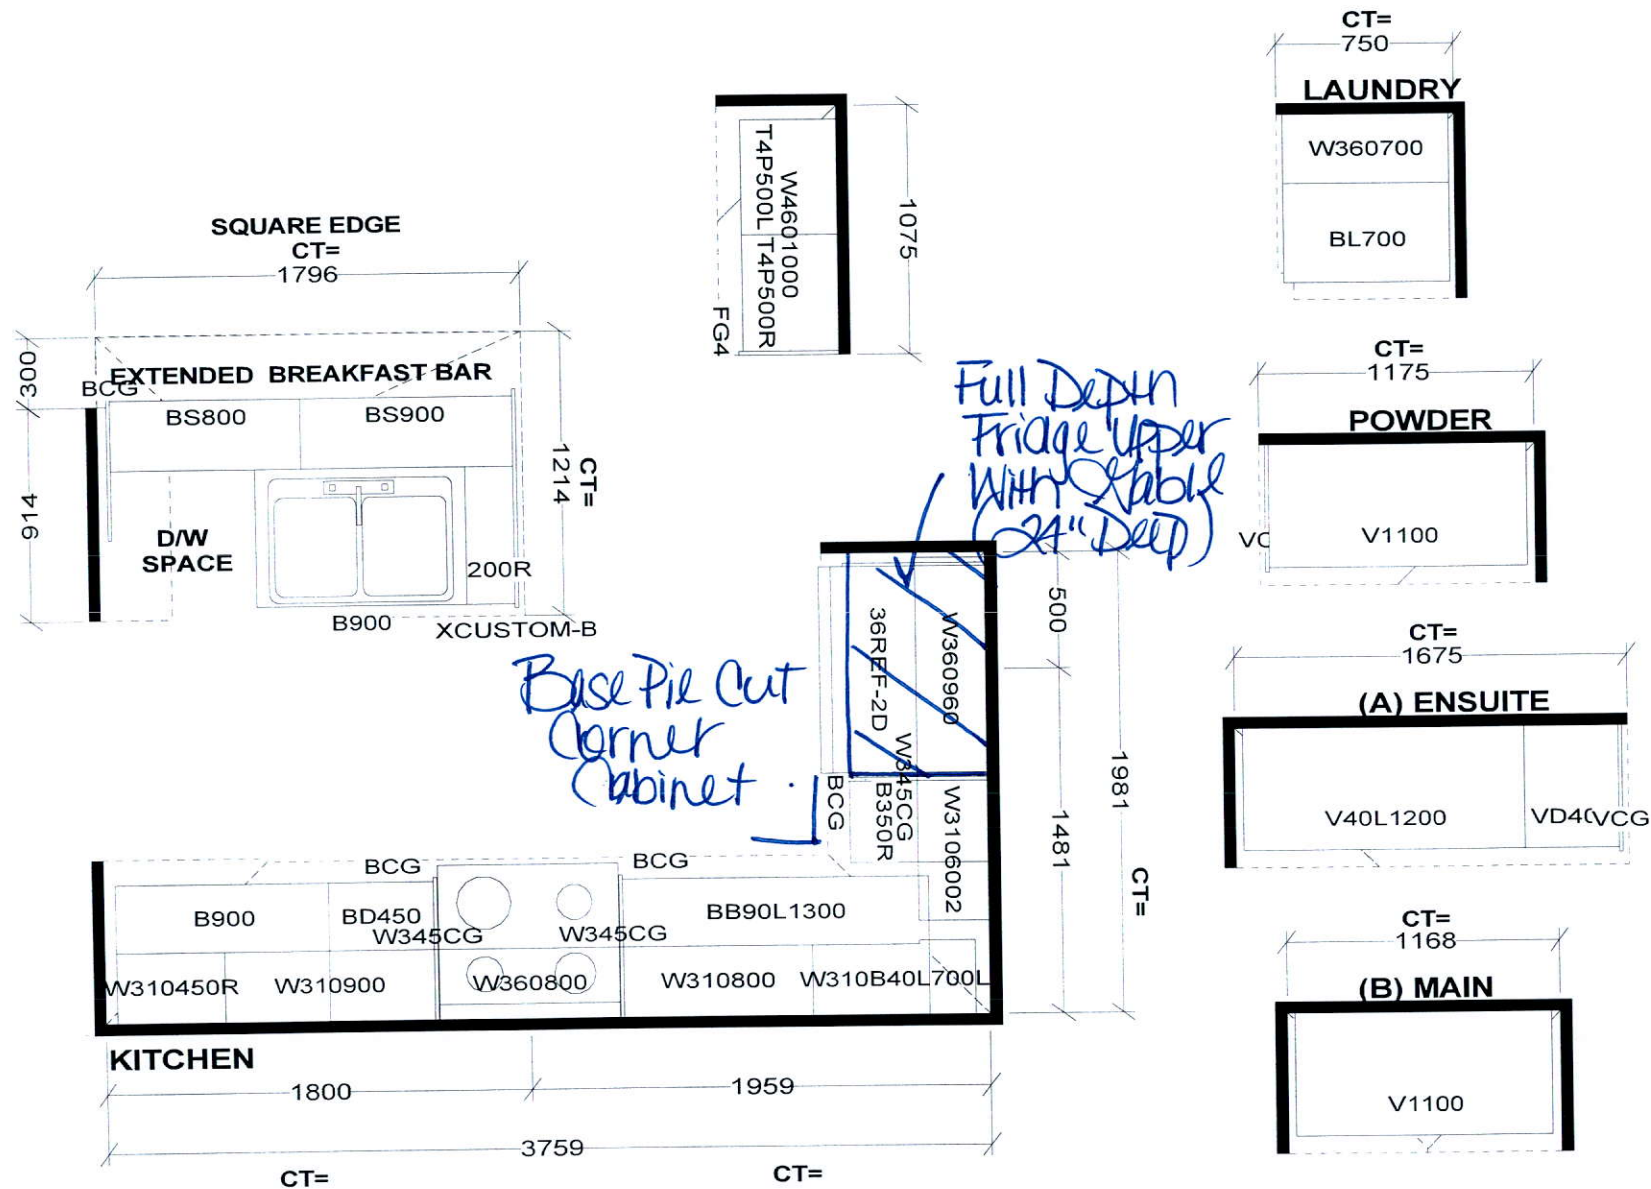 CT=
750
LAUNDRY
W360700
BL700
T4P500L T4P500R
W4601000
FG4
1075
SQUARE EDGE
CT=
1796
300
EXTENDED BREAKFAST BAR
BCG
BS800
BS900
914
D/W
SPACE
200R
B900
XCUSTOM-B
1214
CT=
Full Depth
Fridge Upper
With Gable
(24" Deep)
CT=
1175
POWDER
VC
V1100
36REF-2D
W360960
500
1981
1481
CT=
Base Pie Cut
Corner
Cabinet
BCG
W345CG
B350R
W3106002
CT=
1675
(A) ENSUITE
V40L1200
VD40
VCG
BCG
BCG
B900
BD450
BB90L1300
W345CG
W345CG
W310450R
W310900
W360800
W310800
W310B40L700L
KITCHEN
1800
1959
3759
CT=
CT=
CT=
1168
(B) MAIN
V1100